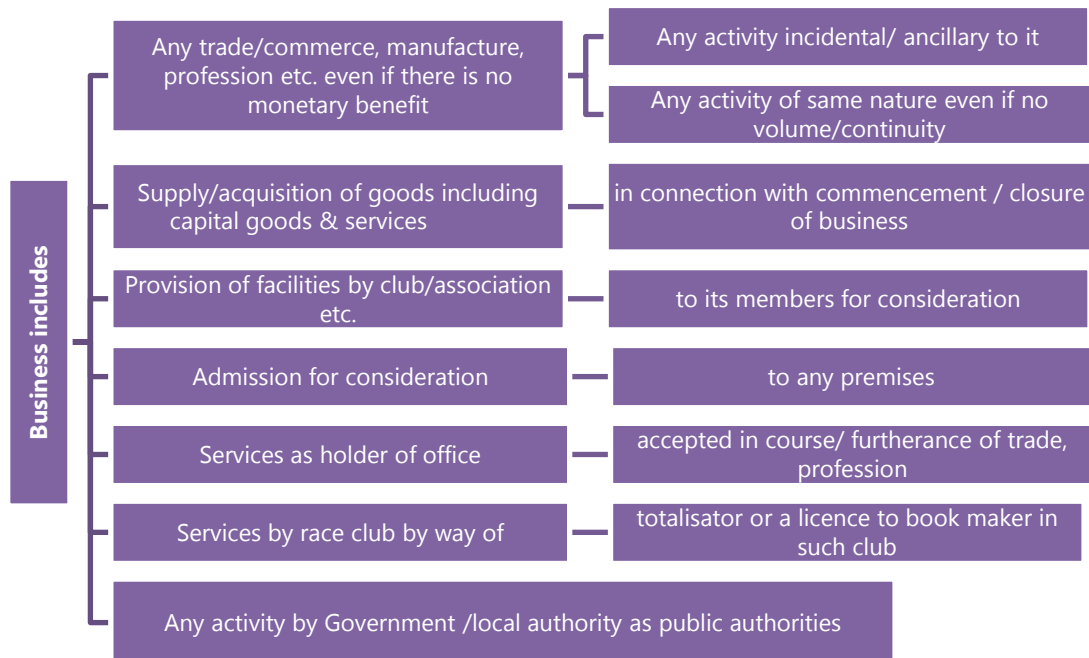 Business includes
Any trade/commerce, manufacture,
profession etc. even if there is no
monetary benefit
Any activity incidental/ ancillary to it
Any activity of same nature even if no
volume/continuity
Supply/acquisition of goods including
capital goods & services
in connection with commencement / closure
of business
Provision of facilities by club/association
etc.
to its members for consideration
Admission for consideration
to any premises
Services as holder of office
accepted in course/ furtherance of trade,
profession
Services by race club by way of
totalisator or a licence to book maker in
such club
Any activity by Government /local authority as public authorities